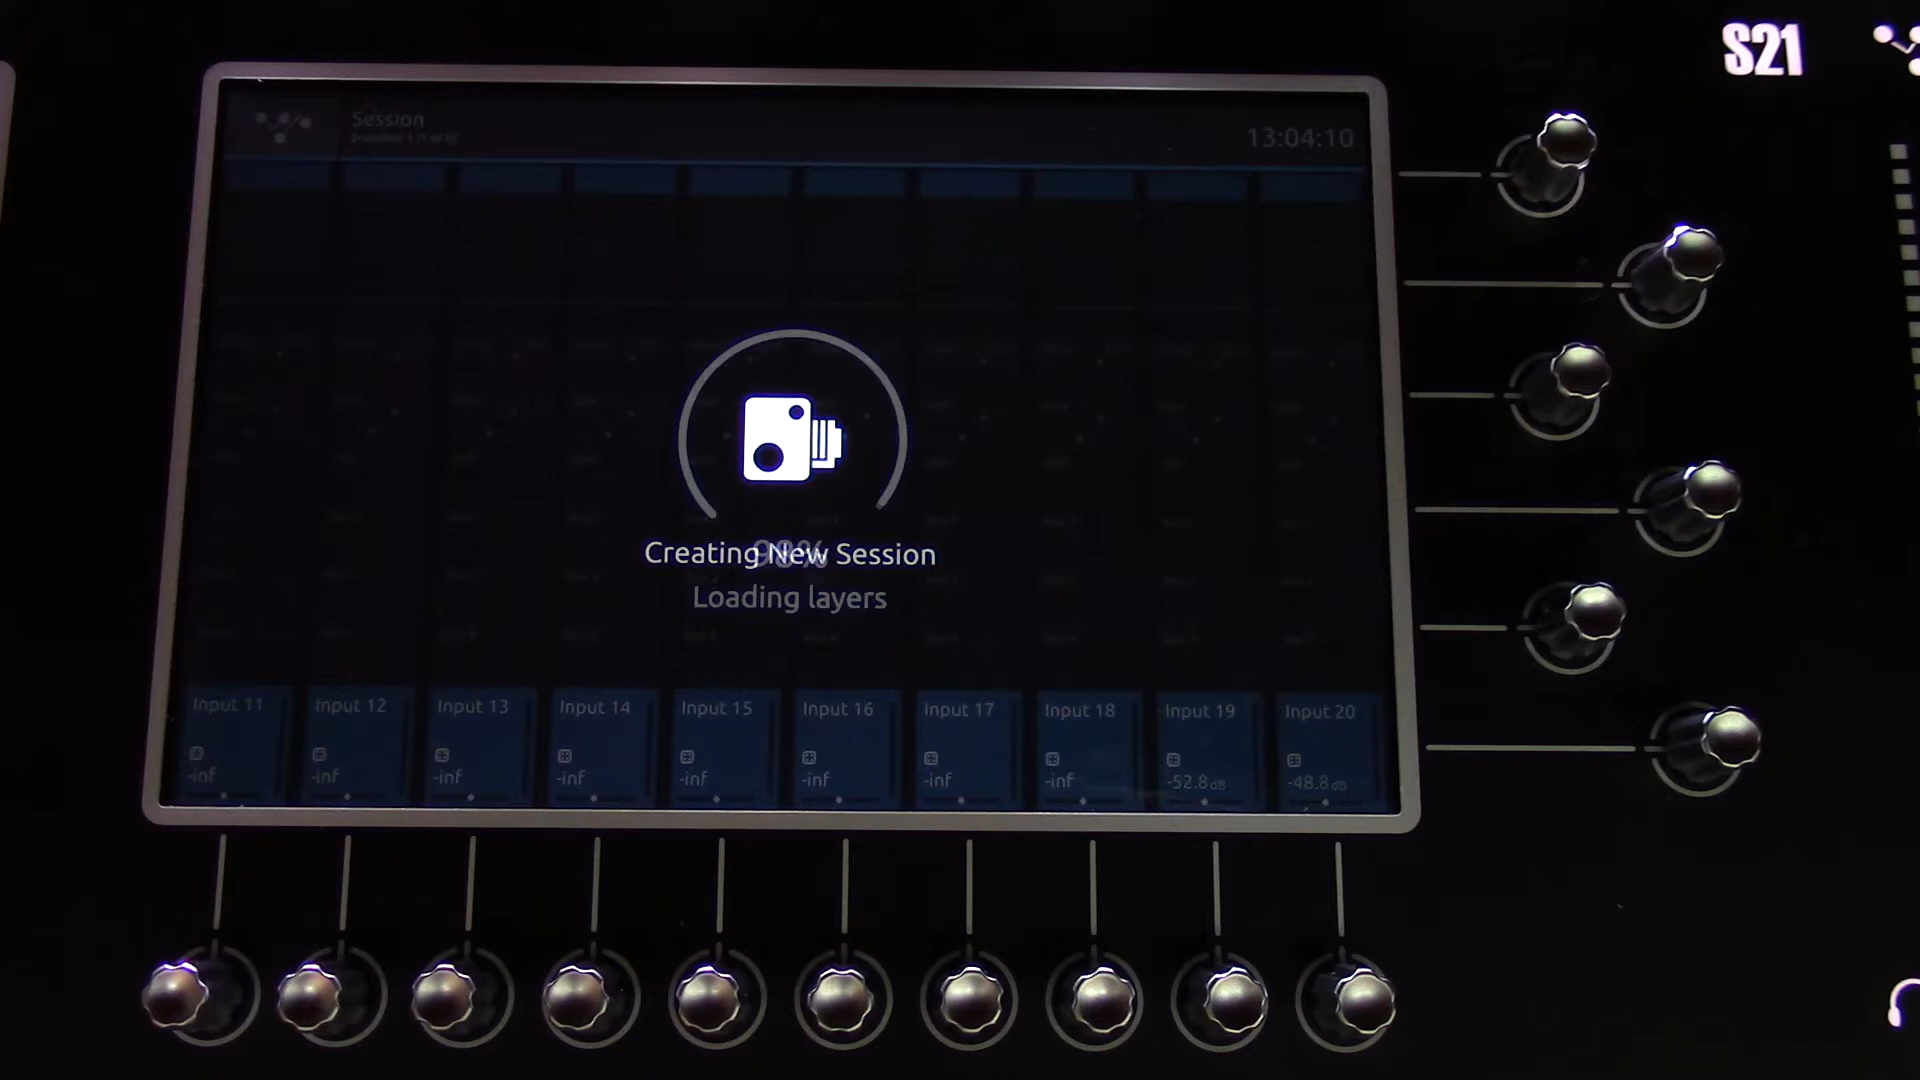 S21
Session
13:04:10
98%
Creating New Session
Loading layers
Input 11
Input 12
Input 13
Input 14
Input 15
Input 16
Input 17
Input 18
Input 19
Input 20
-inf
-inf
-inf
-inf
-inf
-inf
-inf
-inf
-52.8dB
-48.8dB